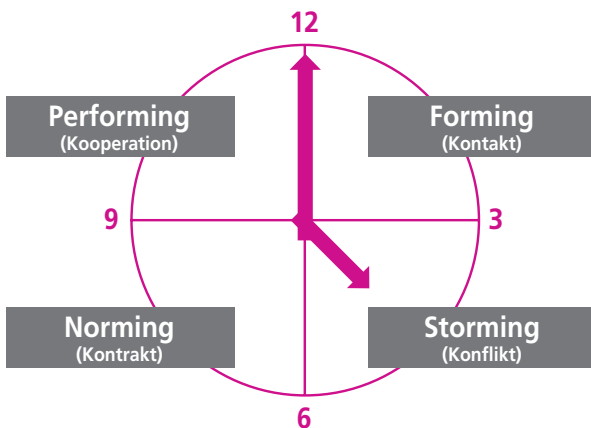 12
Performing
(Kooperation)
Forming
(Kontakt)
9
3
Norming
(Kontrakt)
Storming
(Konflikt)
6